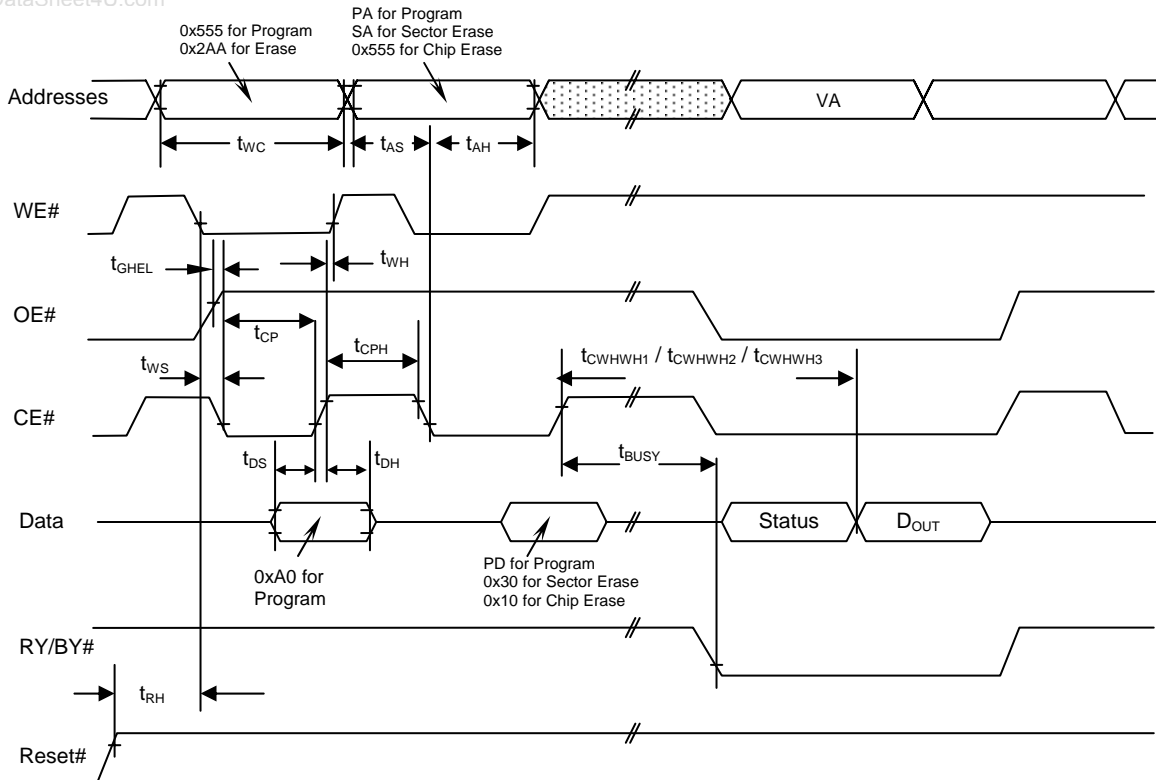 DataSheet4U.com
0x555 for Program
0x2AA for Erase
PA for Program
SA for Sector Erase
0x555 for Chip Erase
Addresses
VA
tWC
tAS
tAH
WE#
tGHEL
tWH
OE#
tCP
tCPH
tCWHWH1 / tCWHWH2 / tCWHWH3
tWS
CE#
tDS
tDH
tBUSY
Data
Status
DOUT
0xA0 for
Program
PD for Program
0x30 for Sector Erase
0x10 for Chip Erase
RY/BY#
tRH
Reset#